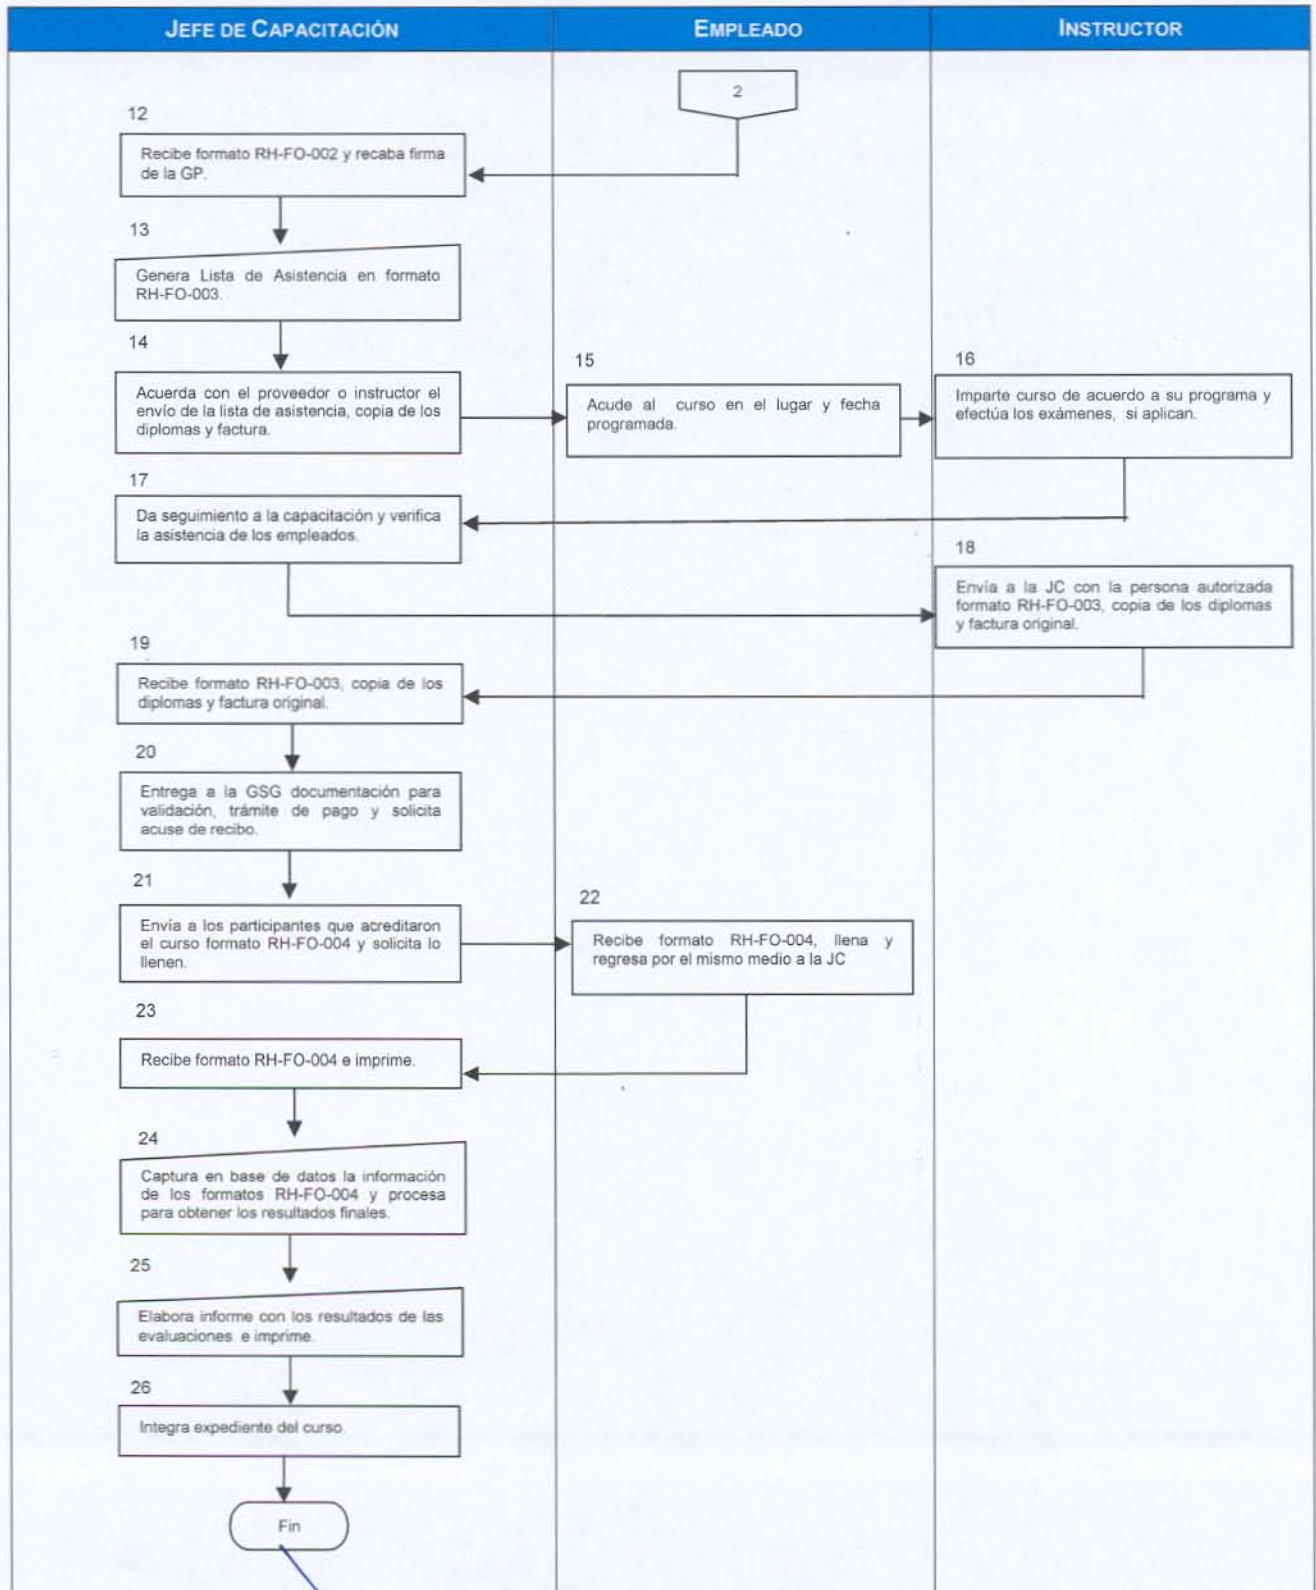 JEFE DE CAPACITACIÓN
EMPLEADO
INSTRUCTOR
2
12
Recibe formato RH-FO-002 y recaba firma
de la GP.
13
Genera Lista de Asistencia en formato
RH-FO-003.
14
Acuerda con el proveedor o instructor el
envío de la lista de asistencia, copia de los
diplomas y factura.
15
Acude al curso en el lugar y fecha
programada.
16
Imparte curso de acuerdo a su programa y
efectúa los exámenes, si aplican.
17
Da seguimiento a la capacitación y verifica
la asistencia de los empleados.
18
Envía a la JC con la persona autorizada
formato RH-FO-003, copia de los diplomas
y factura original.
19
Recibe formato RH-FO-003, copia de los
diplomas y factura original.
20
Entrega a la GSG documentación para
validación, trámite de pago y solicita
acuse de recibo.
21
Envía a los participantes que acreditaron
el curso formato RH-FO-004 y solicita lo
llenen.
22
Recibe formato RH-FO-004, llena y
regresa por el mismo medio a la JC
23
Recibe formato RH-FO-004 e imprime.
24
Captura en base de datos la información
de los formatos RH-FO-004 y procesa
para obtener los resultados finales.
25
Elabora informe con los resultados de las
evaluaciones e imprime.
26
Integra expediente del curso.
Fin